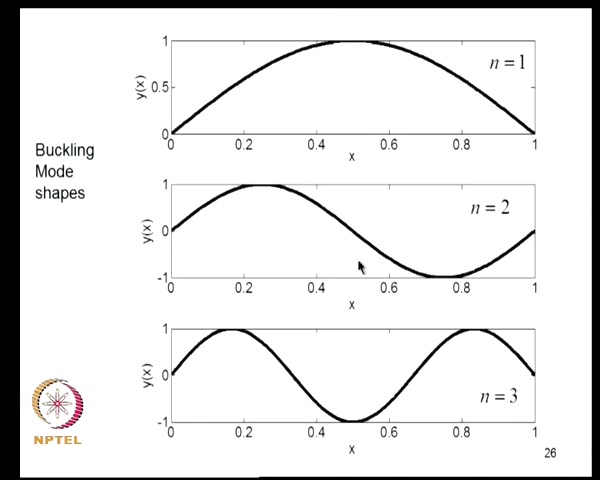 Buckling
Mode
shapes
1
0.5
0
y(x)
n = 1
0 0.2 0.4 0.6 0.8 1
x
1
0
-1
y(x)
n = 2
0 0.2 0.4 0.6 0.8 1
x
1
0
-1
y(x)
n = 3
0 0.2 0.4 0.6 0.8 1
x
NPTEL
26